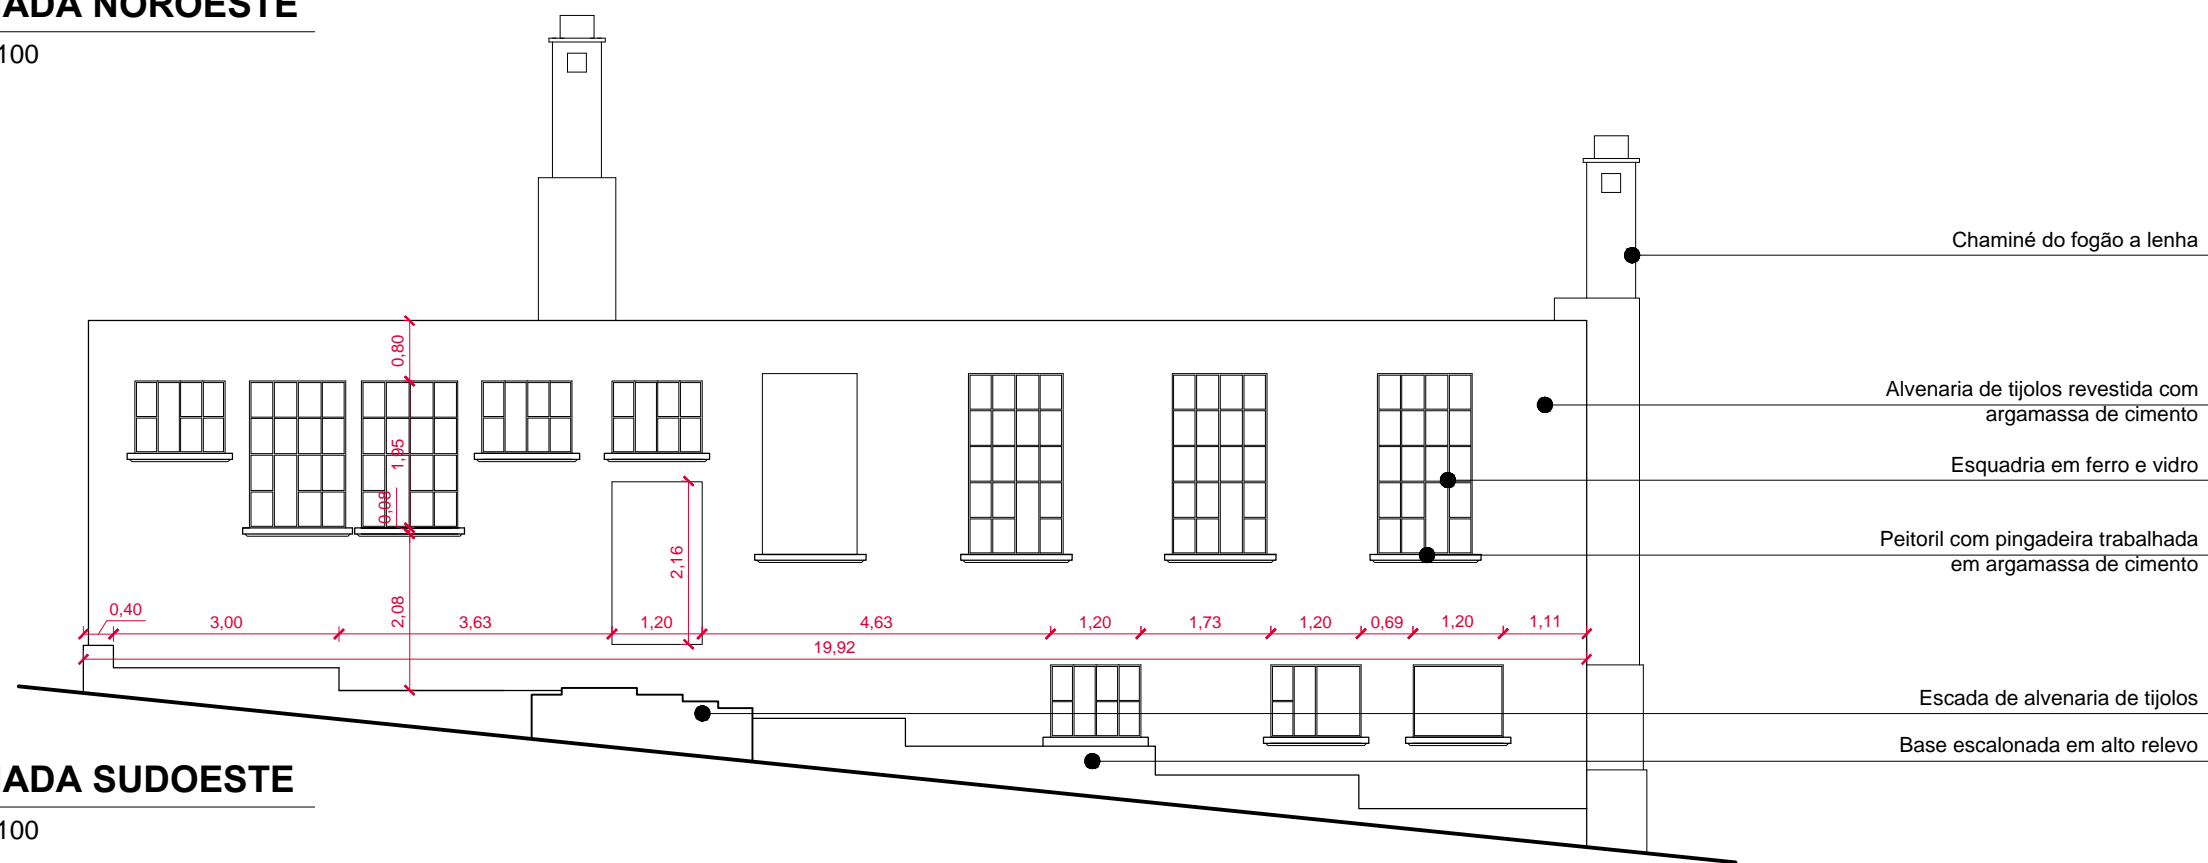 ADA NOROESTE
100
Chaminé do fogão a lenha
0,80
Alvenaria de tijolos revestida com
argamassa de cimento
1,95
Esquadria em ferro e vidro
0,08
Peitoril com pingadeira trabalhada
em argamassa de cimento
2,16
2,08
0,40
3,00
3,63
1,20
4,63
1,20
1,73
1,20
0,69
1,20
1,11
19,92
Escada de alvenaria de tijolos
Base escalonada em alto relevo
ADA SUDOESTE
100